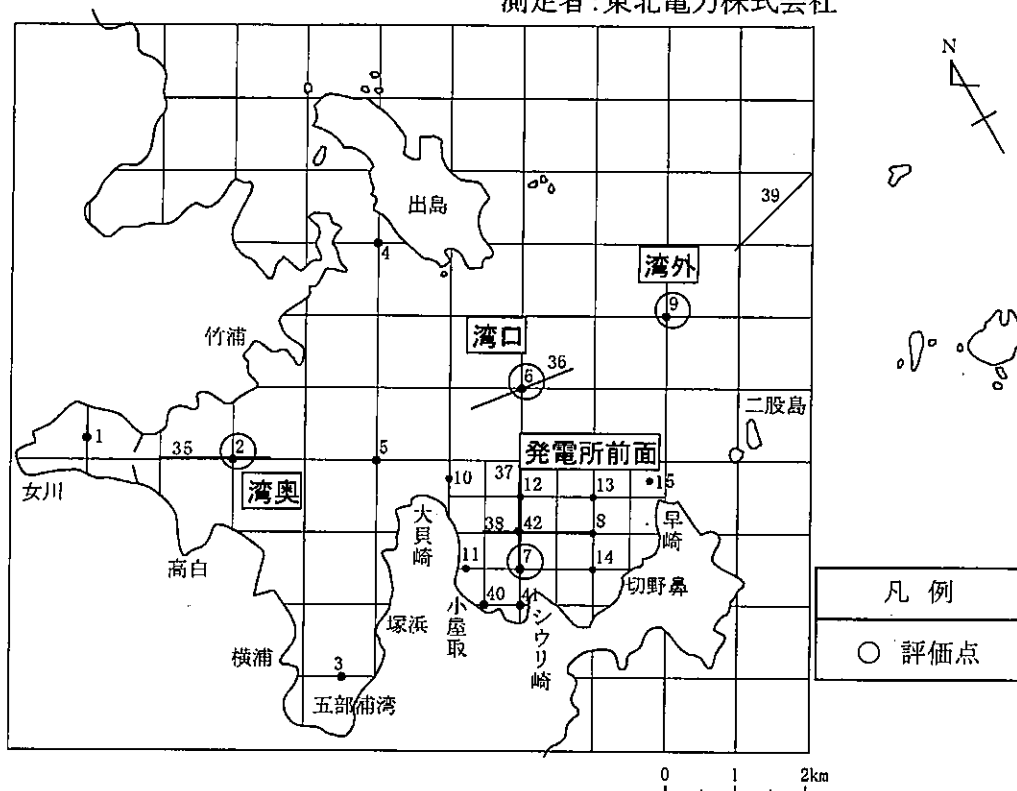 測定者:東北電力株式会社
N
出島
39
4
湾外
9
竹浦
湾口
6
36
二股島
1
35
2
5
発電所前面
10
37
12
13
15
女川
湾奥
大貝崎
38
42
8
早崎
高白
11
7
14
切野鼻
凡例
40
41
小屋取
シウリ崎
塚浜
○ 評価点
横浦
3
五部浦湾
0 1 2km